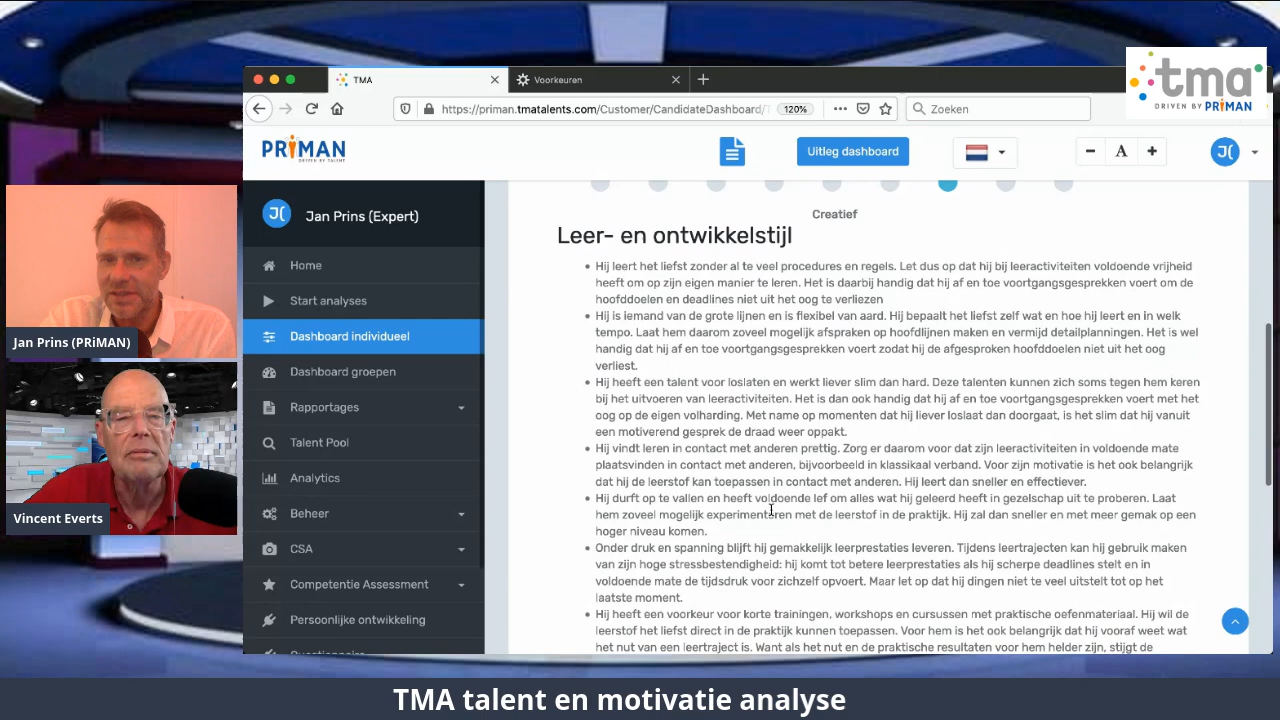 tma
DRIVEN BY PRiMAN
TMA
Voorkeuren
https://priman.tmatalents.com/Customer/CandidateDashboard/
120%
Zoeken
PRiMAN
DRIVEN BY TALENT
Uitleg dashboard
A
J(
J(
Jan Prins (Expert)
Home
Start analyses
Dashboard individueel
Dashboard groepen
Rapportages
Talent Pool
Analytics
Beheer
CSA
Competentie Assessment
Persoonlijke ontwikkeling
Creatief
Leer- en ontwikkelstijl
Hij leert het liefst zonder al te veel procedures en regels. Let dus op dat hij bij leeractiviteiten voldoende vrijheid
heeft om op zijn eigen manier te leren. Het is daarbij handig dat hij af en toe voortgangsgesprekken voert om de
hoofddoelen en deadlines niet uit het oog te verliezen
Hij is iemand van de grote lijnen en is flexibel van aard. Hij bepaalt het liefst zelf wat en hoe hij leert en in welk
tempo. Laat hem daarom zoveel mogelijk afspraken op hoofdlijnen maken en vermijd detailplanningen. Het is wel
handig dat hij af en toe voortgangsgesprekken voert zodat hij de afgesproken hoofddoelen niet uit het oog
verliest.
Hij heeft een talent voor loslaten en werkt liever slim dan hard. Deze talenten kunnen zich soms tegen hem keren
bij het uitvoeren van leeractiviteiten. Het is dan ook handig dat hij af en toe voortgangsgesprekken voert met het
oog op de eigen volharding. Met name op momenten dat hij liever loslaat dan doorgaat, is het slim dat hij vanuit
een motiverend gesprek de draad weer oppakt.
Hij vindt leren in contact met anderen prettig. Zorg er daarom voor dat zijn leeractiviteiten in voldoende mate
plaatsvinden in contact met anderen, bijvoorbeeld in klassikaal verband. Voor zijn motivatie is het ook belangrijk
dat hij de leerstof kan toepassen in contact met anderen. Hij leert dan sneller en effectiever.
Hij durft op te vallen en heeft voldoende lef om alles wat hij geleerd heeft in gezelschap uit te proberen. Laat
hem zoveel mogelijk experimenteren met de leerstof in de praktijk. Hij zal dan sneller en met meer gemak op een
hoger niveau komen.
Onder druk en spanning blijft hij gemakkelijk leerprestaties leveren. Tijdens leertrajecten kan hij gebruik maken
van zijn hoge stressbestendigheid: hij komt tot betere leerprestaties als hij scherpe deadlines stelt en in
voldoende mate de tijdsdruk voor zichzelf opvoert. Maar let op dat hij dingen niet te veel uitstelt tot op het
laatste moment.
Hij heeft een voorkeur voor korte trainingen, workshops en cursussen met praktische oefenmateriaal. Hij wil de
leerstof het liefst direct in de praktijk kunnen toepassen. Voor hem is het ook belangrijk dat hij vooraf weet wat
het nut van een leertraject is. Want als het nut en de praktische resultaten voor hem helder zijn, stijgt de
Jan Prins (PRiMAN)
Vincent Everts
TMA talent en motivatie analyse